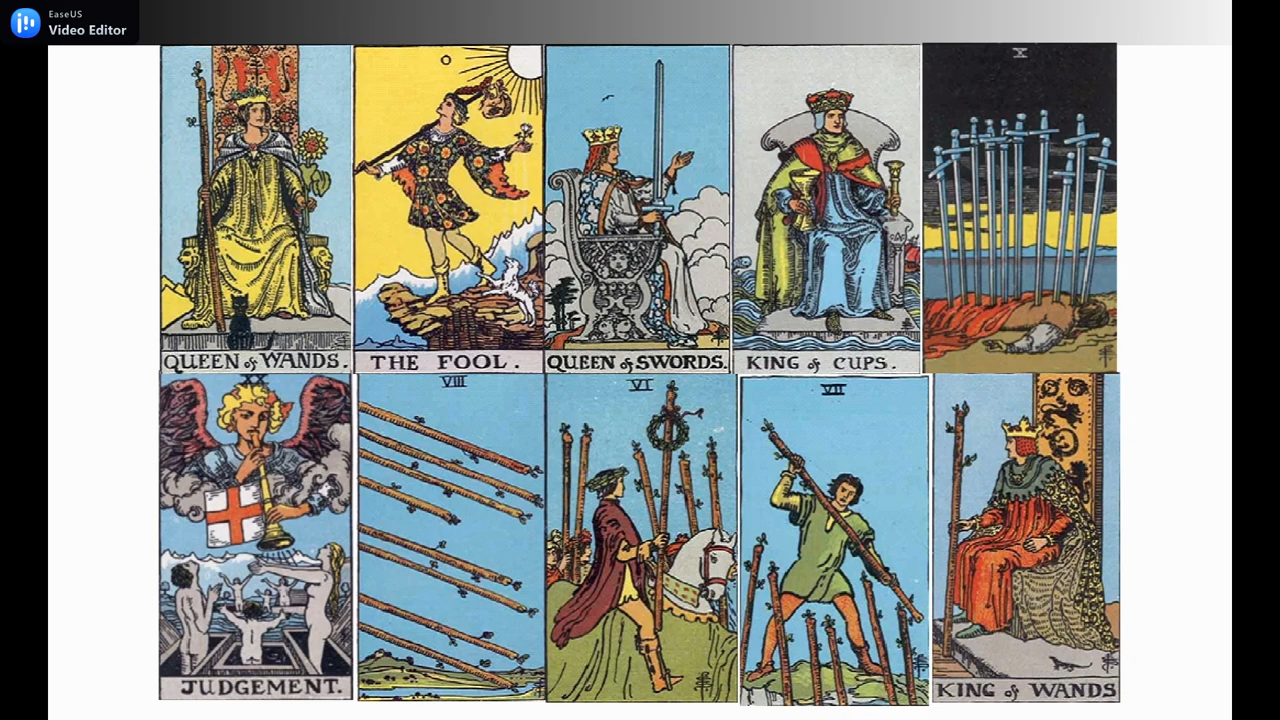 EaseUS
Video Editor
X
QUEEN of WANDS.
THE FOOL.
QUEEN of SWORDS.
KING of CUPS.
XX
VIII
VI
VII
JUDGEMENT.
KING of WANDS